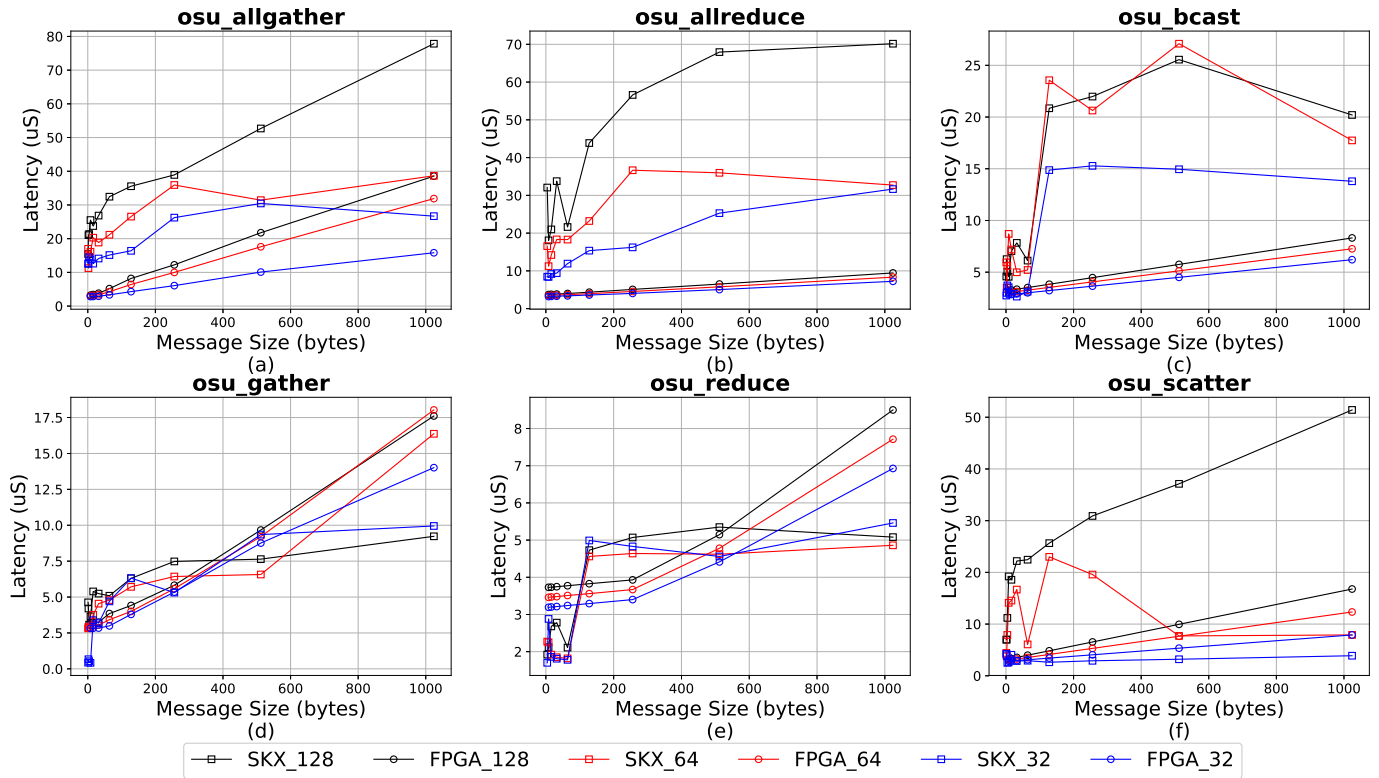 osu_allgather
osu_allreduce
osu_bcast
80
70
60
50
40
30
20
10
0
Latency (uS)
0 200 400 600 800 1000
Message Size (bytes)
(a)
70
60
50
40
30
20
10
0
Latency (uS)
0 200 400 600 800 1000
Message Size (bytes)
(b)
25
20
15
10
5
Latency (uS)
0 200 400 600 800 1000
Message Size (bytes)
(c)
osu_gather
osu_reduce
osu_scatter
17.5
15.0
12.5
10.0
7.5
5.0
2.5
0.0
Latency (uS)
0 200 400 600 800 1000
Message Size (bytes)
(d)
8
7
6
5
4
3
2
Latency (uS)
0 200 400 600 800 1000
Message Size (bytes)
(e)
50
40
30
20
10
0
Latency (uS)
0 200 400 600 800 1000
Message Size (bytes)
(f)
SKX_128 FPGA_128 SKX_64 FPGA_64 SKX_32 FPGA_32